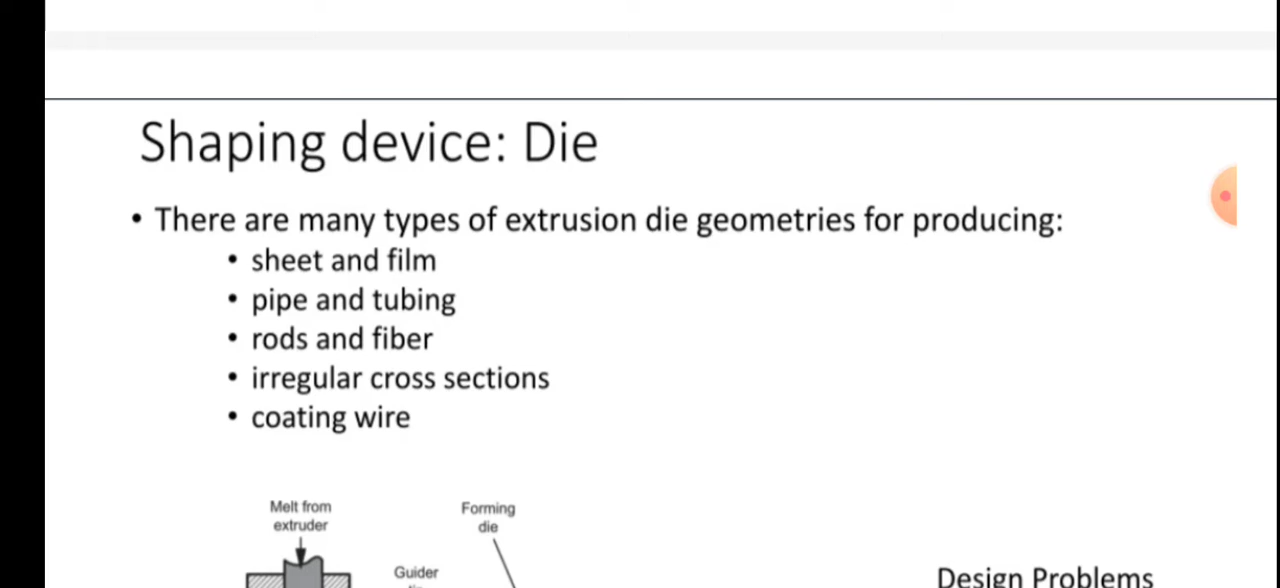 Shaping device: Die
• There are many types of extrusion die geometries for producing:
• sheet and film
• pipe and tubing
• rods and fiber
• irregular cross sections
• coating wire
Melt from
extruder
Forming
die
Guider
Design Problems